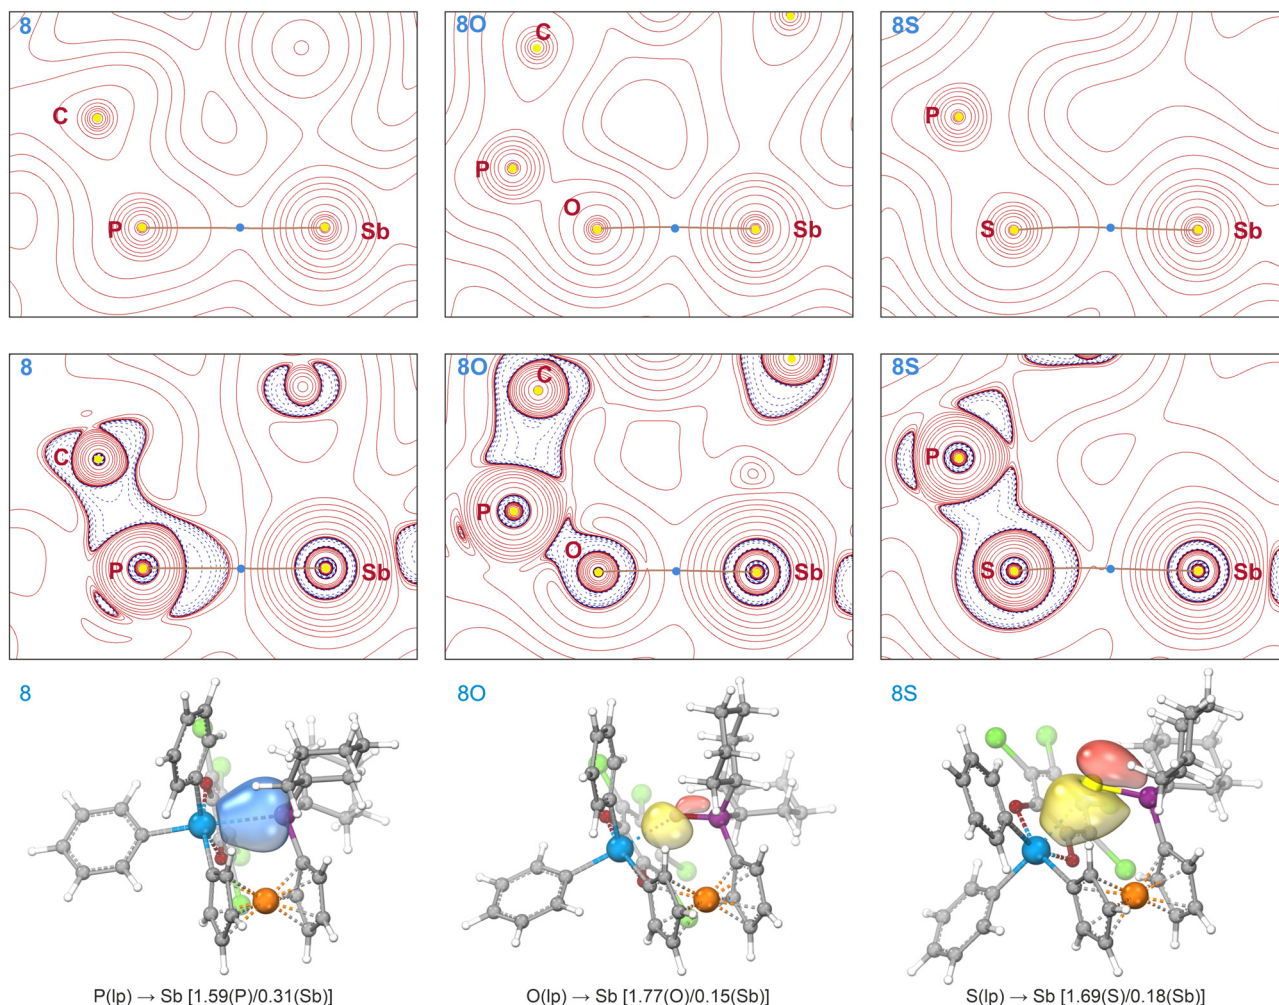 8
C
P
Sb
8O
C
P
O
Sb
8S
P
S
Sb
8
C
P
Sb
8O
C
P
O
Sb
8S
P
S
Sb
8
8O
8S
P(lp) → Sb [1.59(P)/0.31(Sb)]
O(lp) → Sb [1.77(O)/0.15(Sb)]
S(lp) → Sb [1.69(S)/0.18(Sb)]